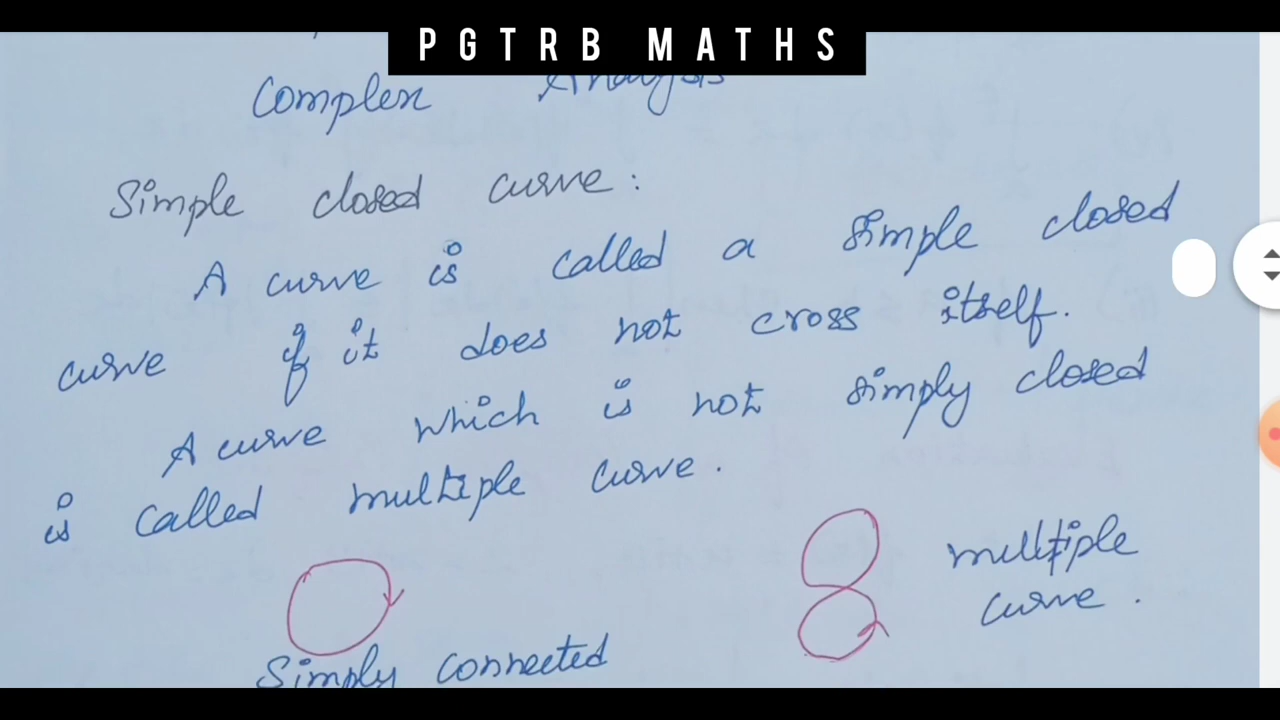 PGTRB MATHS
Complex Analysis
Simple closed curve:
A curve is called a simple closed
curve if it does not cross itself.
A curve which is not simply closed
is called multiple curve.
multiple
curve.
Simply connected